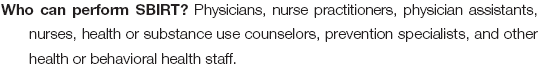 Who can perform SBIRT? Physicians, nurse practitioners, physician assistants,
nurses, health or substance use counselors, prevention specialists, and other
health or behavioral health staff.